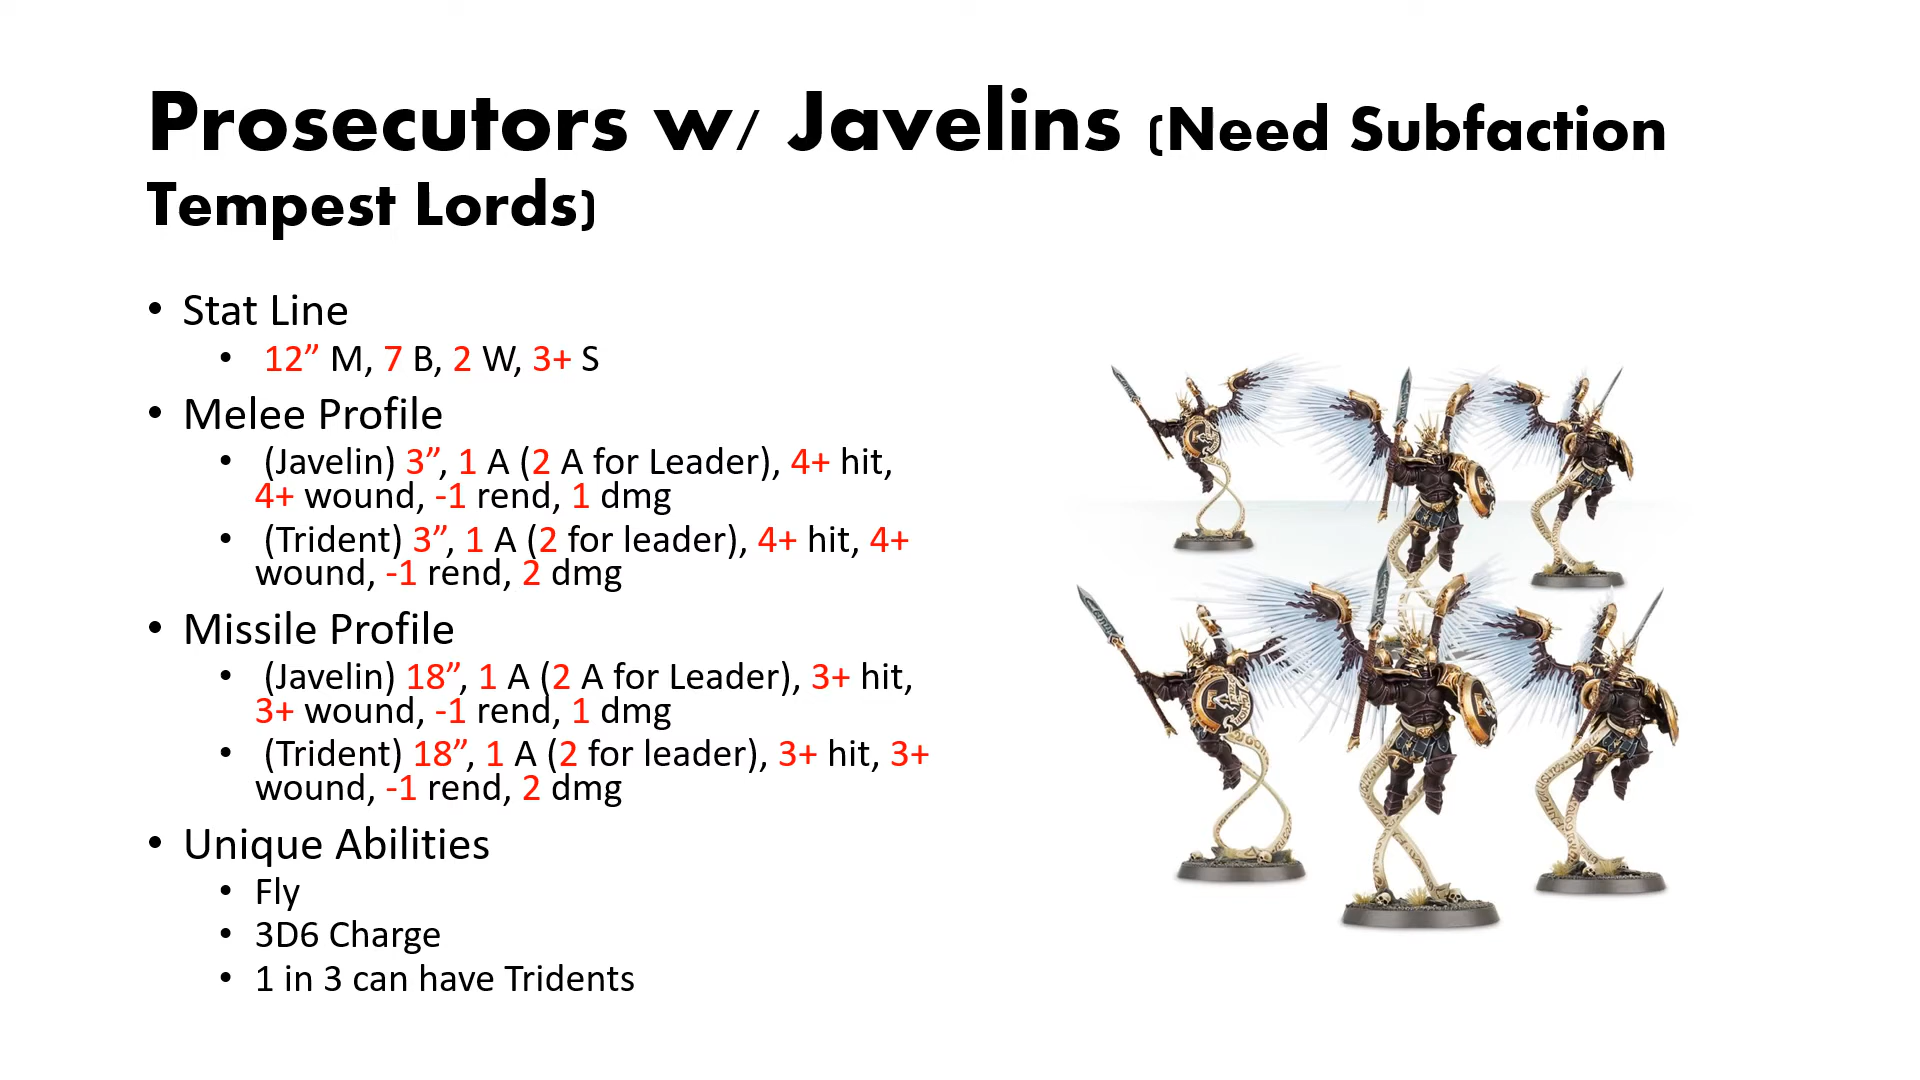 Prosecutors w/ Javelins (Need Subfaction
Tempest Lords)
• Stat Line
• 12” M, 7 B, 2 W, 3+ S
• Melee Profile
• (Javelin) 3”, 1 A (2 A for Leader), 4+ hit,
4+ wound, -1 rend, 1 dmg
• (Trident) 3”, 1 A (2 for leader), 4+ hit, 4+
wound, -1 rend, 2 dmg
• Missile Profile
• (Javelin) 18”, 1 A (2 A for Leader), 3+ hit,
3+ wound, -1 rend, 1 dmg
• (Trident) 18”, 1 A (2 for leader), 3+ hit, 3+
wound, -1 rend, 2 dmg
• Unique Abilities
• Fly
• 3D6 Charge
• 1 in 3 can have Tridents